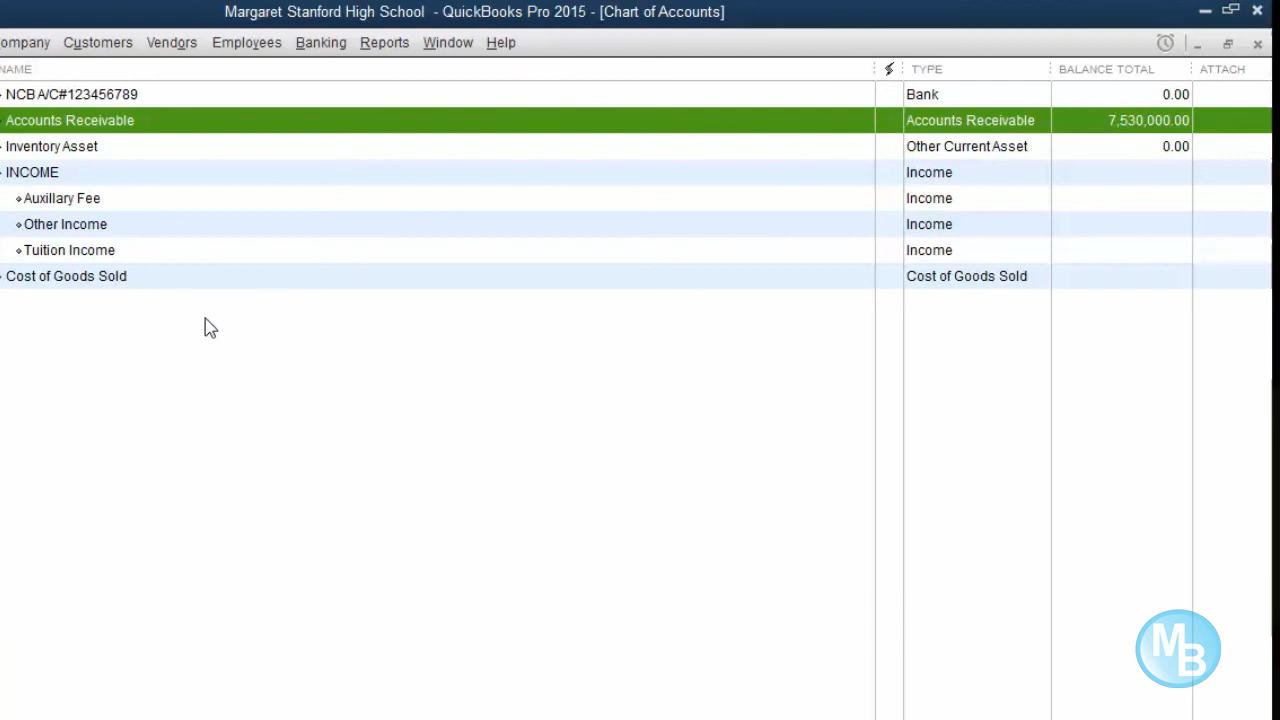 Margaret Stanford High School - QuickBooks Pro 2015 - [Chart of Accounts]
ompany Customers Vendors Employees Banking Reports Window Help
NAME TYPE BALANCE TOTAL ATTACH
NCB A/C#123456789 Bank 0.00
Accounts Receivable Accounts Receivable 7,530,000.00
Inventory Asset Other Current Asset 0.00
INCOME Income
Auxillary Fee Income
Other Income Income
Tuition Income Income
Cost of Goods Sold Cost of Goods Sold
MB